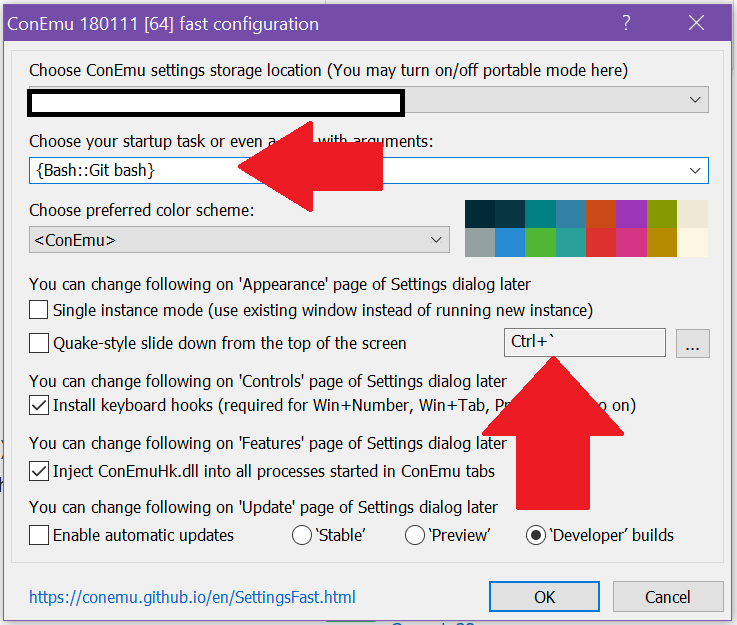 ConEmu 180111 [64] fast configuration
Choose ConEmu settings storage location (You may turn on/off portable mode here)
Choose your startup task or even a with arguments:
{Bash::Git bash}
Choose preferred color scheme:
<ConEmu>
You can change following on 'Appearance' page of Settings dialog later
Single instance mode (use existing window instead of running new instance)
Quake-style slide down from the top of the screen
Ctrl+`
...
You can change following on 'Controls' page of Settings dialog later
Install keyboard hooks (required for Win+Number, Win+Tab, on)
You can change following on 'Features' page of Settings dialog later
Inject ConEmuHk.dll into all processes started in ConEmu tabs
You can change following on 'Update' page of Settings dialog later
Enable automatic updates
‘Stable’
‘Preview’
‘Developer’ builds
https://conemu.github.io/en/SettingsFast.html
OK
Cancel